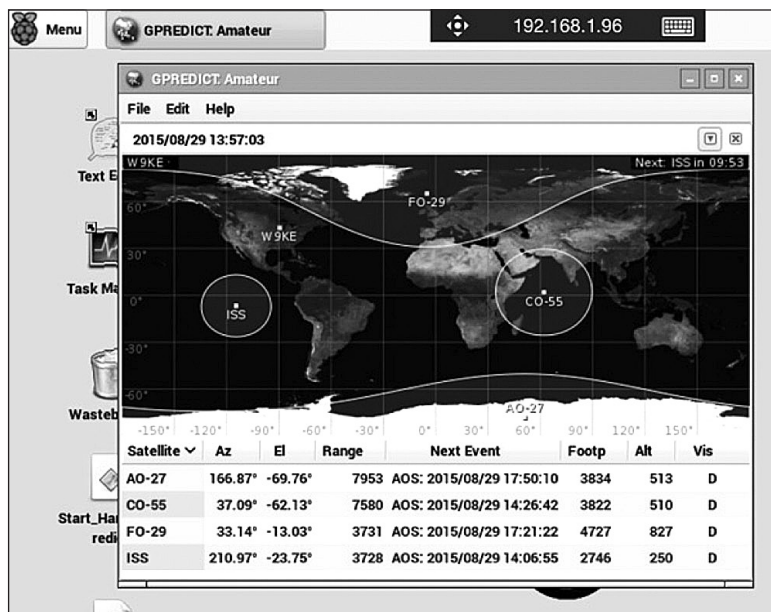 Menu
GPREDICT: Amateur
192.168.1.96
GPREDICT: Amateur
File Edit Help
2015/08/29 13:57:03
W9KE
Next: ISS in 09:53
60°
FO-29
W9KE
30°
0°
ISS
CO-55
-30°
-60°
AO-27
-150° -120° -90° -60° -30° 0° 30° 60° 90° 120° 150°
Text E
Task Ma
Wasteb
Start_Har
redi
Satellite Az El Range Next Event Footp Alt Vis
AO-27 166.87° -69.76° 7953 AOS: 2015/08/29 17:50:10 3834 513 D
CO-55 37.09° -62.13° 7580 AOS: 2015/08/29 14:26:42 3822 510 D
FO-29 33.14° -13.03° 3731 AOS: 2015/08/29 17:21:22 4727 827 D
ISS 210.97° -23.75° 3728 AOS: 2015/08/29 14:06:55 2746 250 D